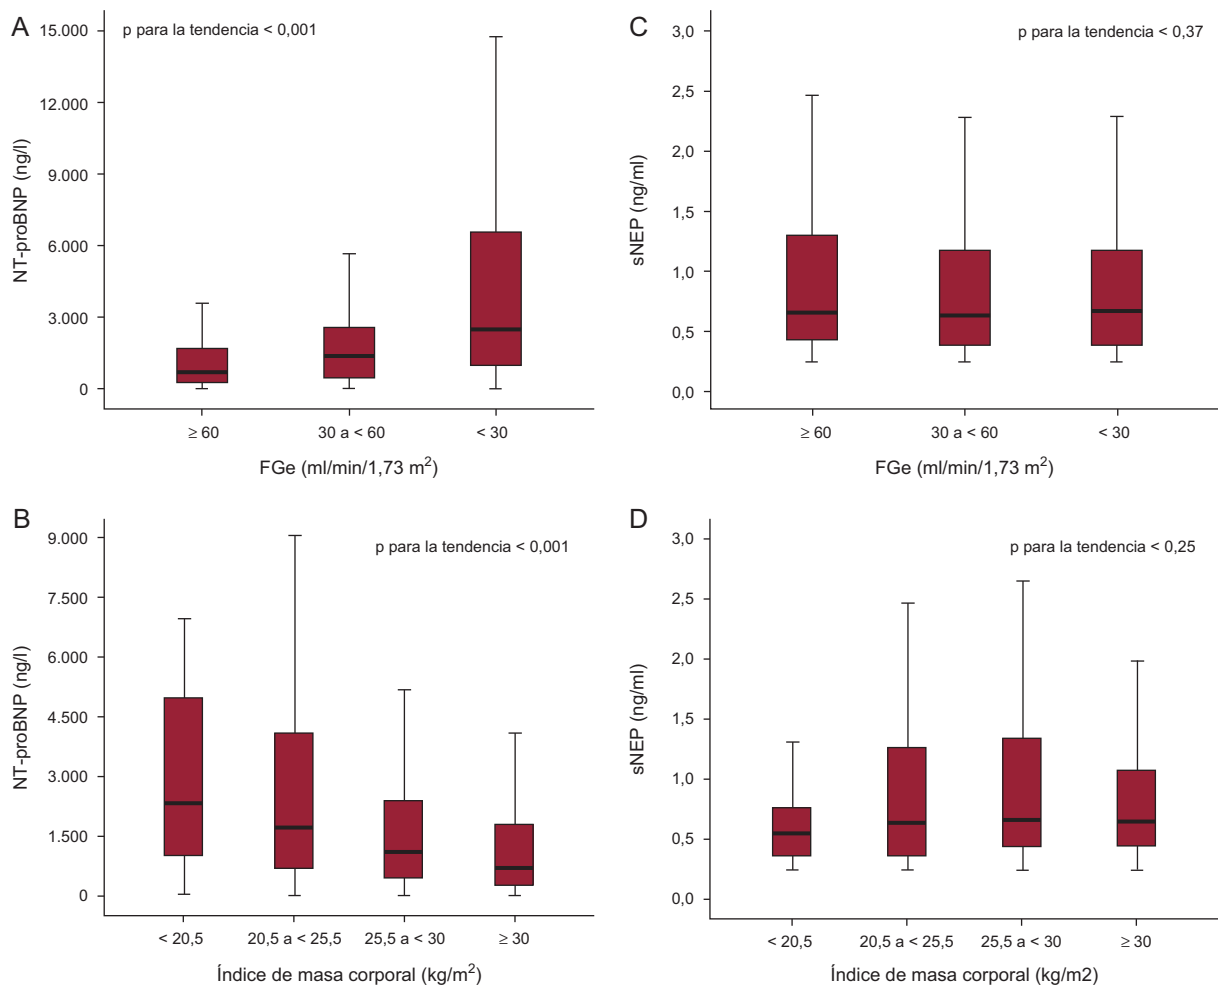 A
p para la tendencia < 0,001
NT-proBNP (ng/l)
15.000
12.000
9.000
6.000
3.000
0
≥ 60
30 a < 60
< 30
FGe (ml/min/1,73 m²)
C
p para la tendencia < 0,37
sNEP (ng/ml)
3,0
2,5
2,0
1,5
1,0
0,5
0,0
≥ 60
30 a < 60
< 30
FGe (ml/min/1,73 m²)
B
p para la tendencia < 0,001
NT-proBNP (ng/l)
9.000
7.500
6.000
4.500
3.000
1.500
0
< 20,5
20,5 a < 25,5
25,5 a < 30
≥ 30
Índice de masa corporal (kg/m²)
D
p para la tendencia < 0,25
sNEP (ng/ml)
3,0
2,5
2,0
1,5
1,0
0,5
0,0
< 20,5
20,5 a < 25,5
25,5 a < 30
≥ 30
Índice de masa corporal (kg/m2)